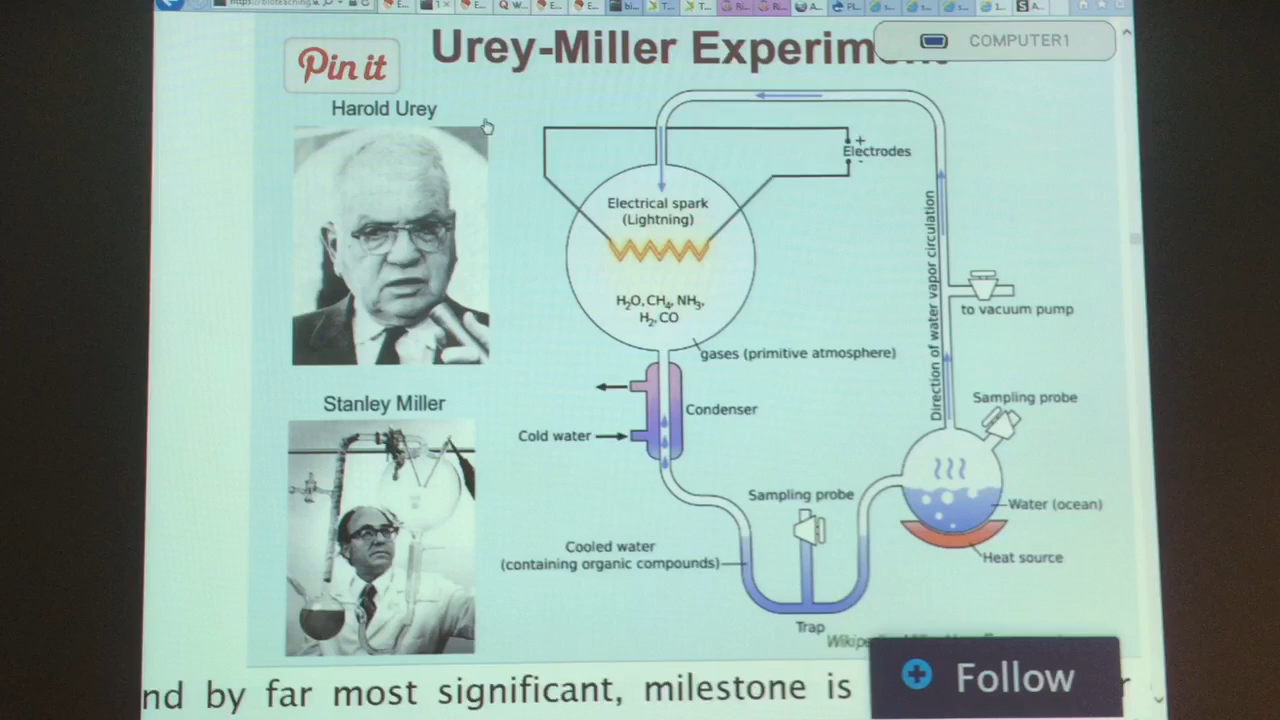 COMPUTER1
Urey-Miller Experiment
Pin it
Harold Urey
+
Electrodes
-
Electrical spark
(Lightning)
H₂O, CH₄, NH₃,
H₂, CO
Direction of water vapor circulation
to vacuum pump
gases (primitive atmosphere)
Sampling probe
Stanley Miller
Condenser
Cold water
Sampling probe
Water (ocean)
Cooled water
(containing organic compounds)
Heat source
Trap
Follow
nd by far most significant, milestone is